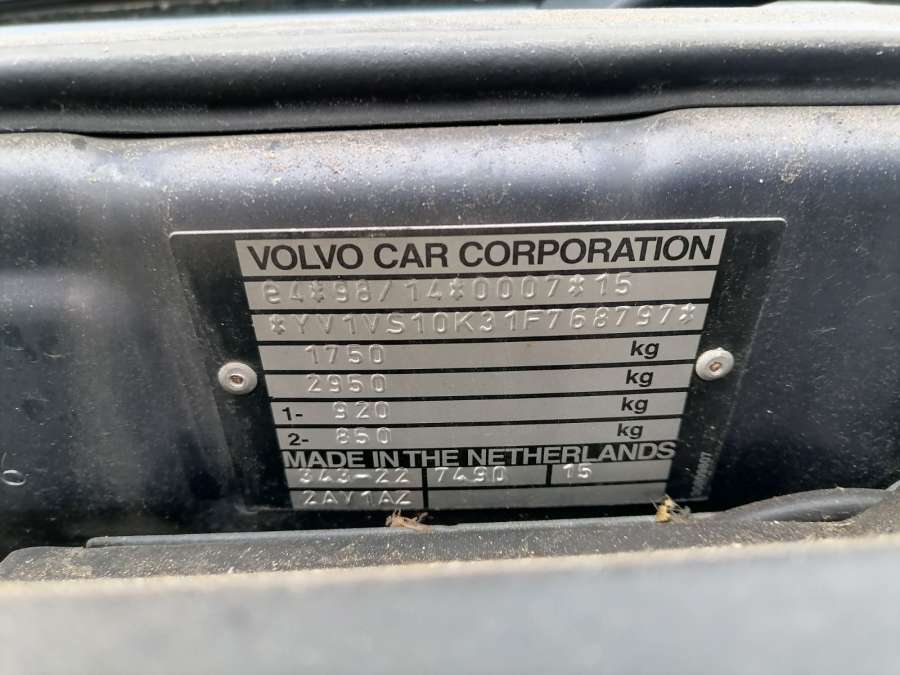 VOLVO CAR CORPORATION
e4*98/14*0007*15
*YV1VS10K31F768797*
1750 kg
2950 kg
1- 920 kg
2- 850 kg
MADE IN THE NETHERLANDS
343-22 7490 15
2AY1A2